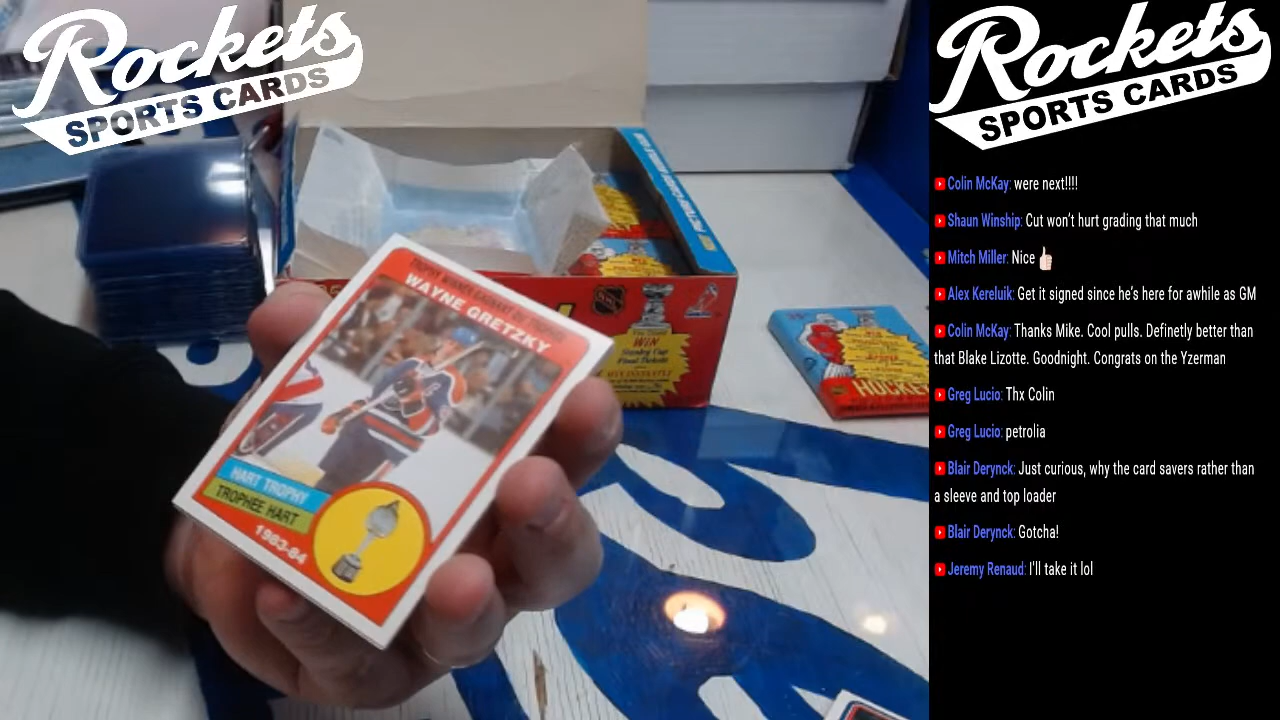 Rockets
SPORTS CARDS
WAYNE GRETZKY
HART TROPHY
TROPHÉE HART
1983-84
WIN
Stanley Cup
HOCKEY
Rockets
SPORTS CARDS
Colin McKay: were next!!!!
Shaun Winship: Cut won't hurt grading that much
Mitch Miller: Nice 👍🏻
Alex Kereluik: Get it signed since he's here for awhile as GM
Colin McKay: Thanks Mike. Cool pulls. Definetly better than
that Blake Lizotte. Goodnight. Congrats on the Yzerman
Greg Lucio: Thx Colin
Greg Lucio: petrolia
Blair Derynck: Just curious, why the card savers rather than
a sleeve and top loader
Blair Derynck: Gotcha!
Jeremy Renaud: I'll take it lol